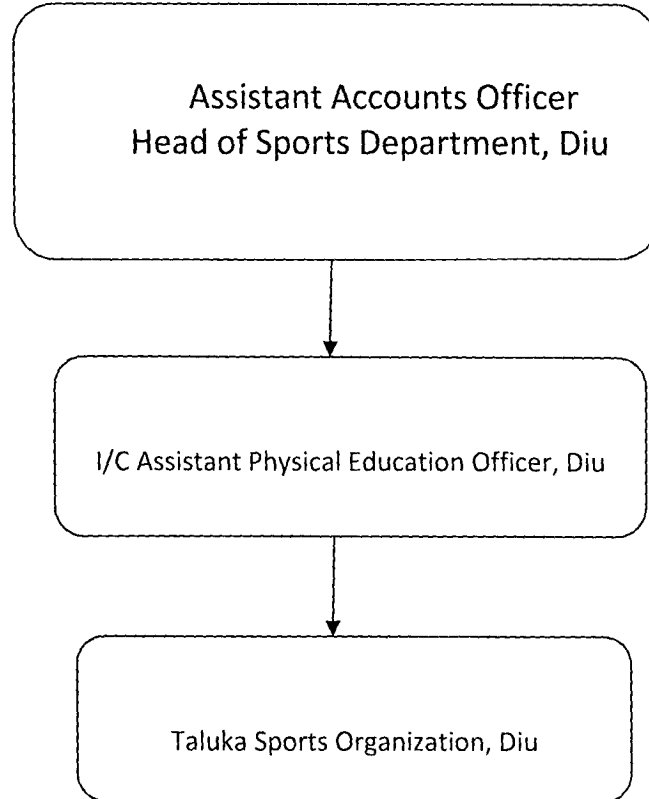 Assistant Accounts Officer
Head of Sports Department, Diu
I/C Assistant Physical Education Officer, Diu
Taluka Sports Organization, Diu